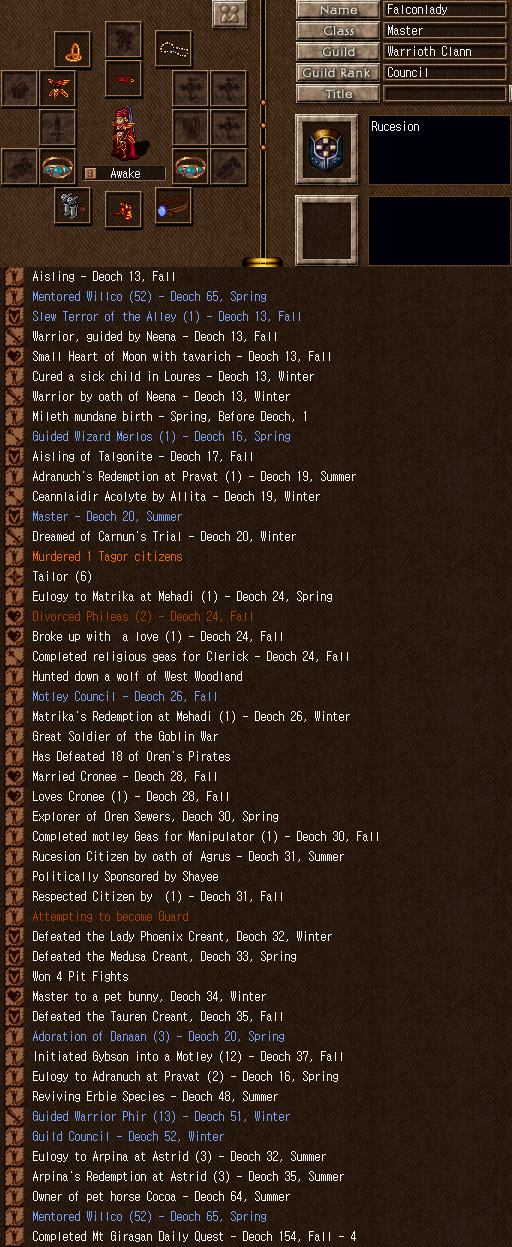 Name
Falconlady
Class
Master
Guild
Warrioth Clann
Guild Rank
Council
Title
Rucesion
Awake
Aisling - Deoch 13, Fall
Mentored Willco (52) - Deoch 65, Spring
Slew Terror of the Alley (1) - Deoch 13, Fall
Warrior, guided by Neena - Deoch 13, Fall
Small Heart of Moon with tavarich - Deoch 13, Fall
Cured a sick child in Loures - Deoch 13, Winter
Warrior by oath of Neena - Deoch 13, Winter
Mileth mundane birth - Spring, Before Deoch, 1
Guided Wizard Merlos (1) - Deoch 16, Spring
Aisling of Talgonite - Deoch 17, Fall
Adranuch's Redemption at Pravat (1) - Deoch 19, Summer
Ceannlaidir Acolyte by Allita - Deoch 19, Winter
Master - Deoch 20, Summer
Dreamed of Carnun's Trial - Deoch 20, Winter
Murdered 1 Tagor citizens
Tailor (6)
Eulogy to Matrika at Mehadi (1) - Deoch 24, Spring
Divorced Phileas (2) - Deoch 24, Fall
Broke up with  a love (1) - Deoch 24, Fall
Completed religious geas for Clerick - Deoch 24, Fall
Hunted down a wolf of West Woodland
Motley Council - Deoch 26, Fall
Matrika's Redemption at Mehadi (1) - Deoch 26, Winter
Great Soldier of the Goblin War
Has Defeated 18 of Oren's Pirates
Married Cronee - Deoch 28, Fall
Loves Cronee (1) - Deoch 28, Fall
Explorer of Oren Sewers, Deoch 30, Spring
Completed motley Geas for Manipulator (1) - Deoch 30, Fall
Rucesion Citizen by oath of Agrus - Deoch 31, Summer
Politically Sponsored by Shayee
Respected Citizen by  (1) - Deoch 31, Fall
Attempting to become Guard
Defeated the Lady Phoenix Creant, Deoch 32, Winter
Defeated the Medusa Creant, Deoch 33, Spring
Won 4 Pit Fights
Master to a pet bunny, Deoch 34, Winter
Defeated the Tauren Creant, Deoch 35, Fall
Adoration of Danaan (3) - Deoch 20, Spring
Initiated Gybson into a Motley (12) - Deoch 37, Fall
Eulogy to Adranuch at Pravat (2) - Deoch 16, Spring
Reviving Erbie Species - Deoch 48, Summer
Guided Warrior Phir (13) - Deoch 51, Winter
Guild Council - Deoch 52, Winter
Eulogy to Arpina at Astrid (3) - Deoch 32, Summer
Arpina's Redemption at Astrid (3) - Deoch 35, Summer
Owner of pet horse Cocoa - Deoch 64, Summer
Mentored Willco (52) - Deoch 65, Spring
Completed Mt Giragan Daily Quest - Deoch 154, Fall - 4